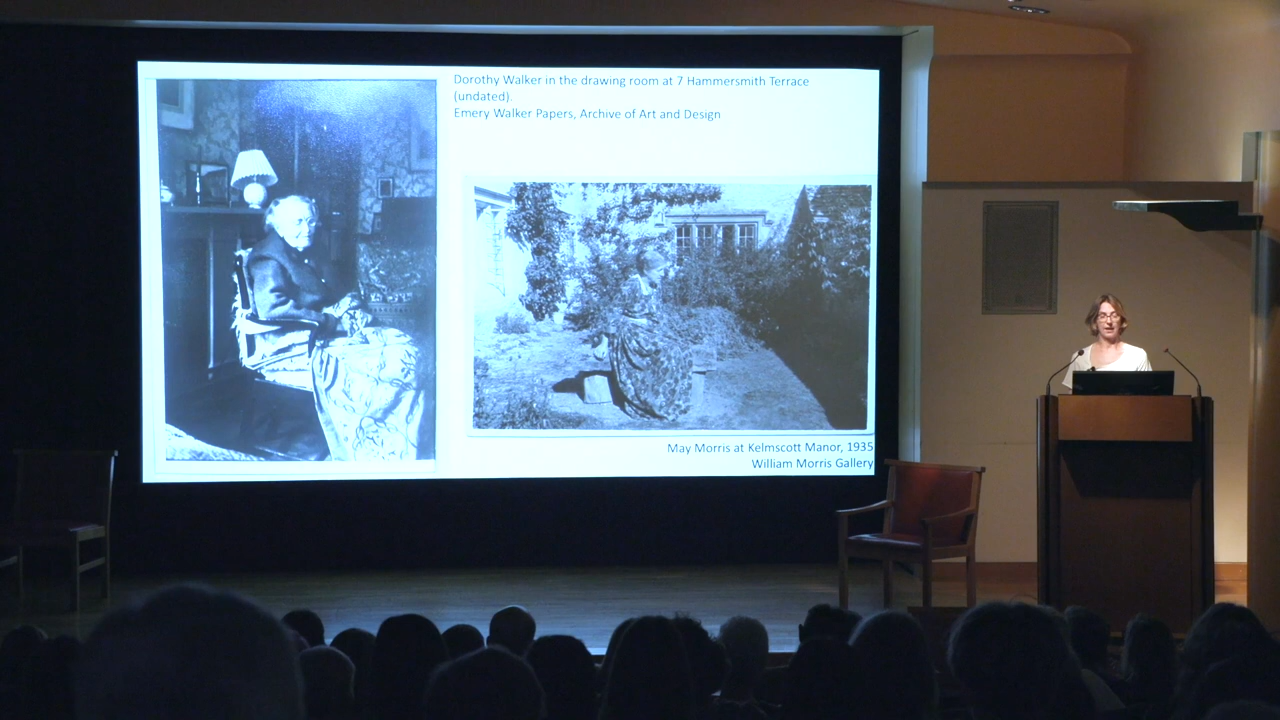 Dorothy Walker in the drawing room at 7 Hammersmith Terrace
(undated).
Emery Walker Papers, Archive of Art and Design
May Morris at Kelmscott Manor, 1935
William Morris Gallery